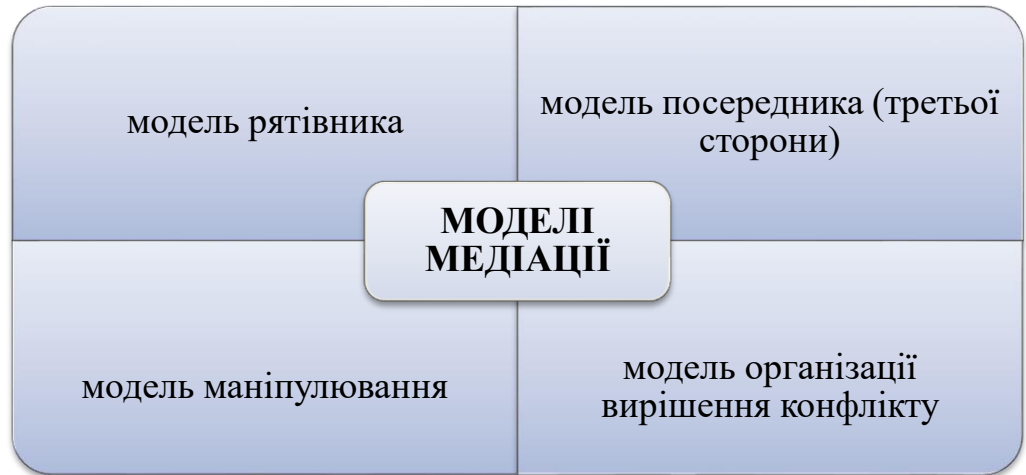 модель рятівника
модель посередника (третьої
сторони)
МОДЕЛІ
МЕДІАЦІЇ
модель маніпулювання
модель організації
вирішення конфлікту